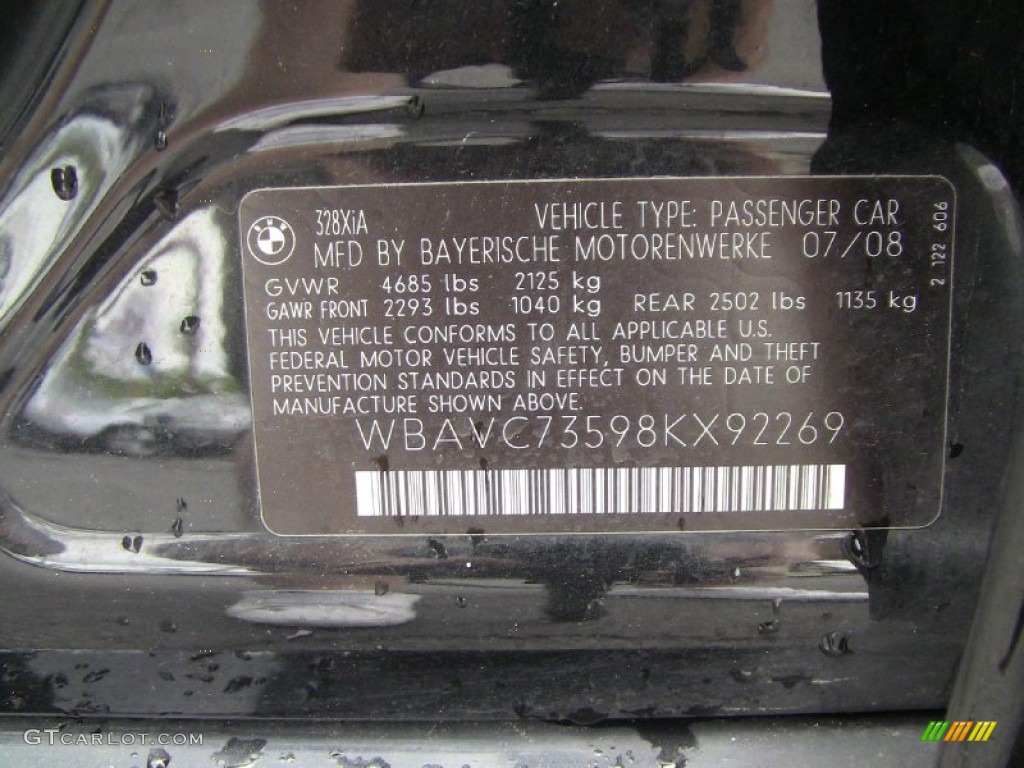 BMW
328XiA VEHICLE TYPE: PASSENGER CAR
MFD BY BAYERISCHE MOTORENWERKE 07/08
GVWR 4685 lbs 2125 kg
GAWR FRONT 2293 lbs 1040 kg REAR 2502 lbs 1135 kg
THIS VEHICLE CONFORMS TO ALL APPLICABLE U.S.
FEDERAL MOTOR VEHICLE SAFETY, BUMPER AND THEFT
PREVENTION STANDARDS IN EFFECT ON THE DATE OF
MANUFACTURE SHOWN ABOVE.
WBAVC73598KX92269
2 122 606
GTCARLOT.COM